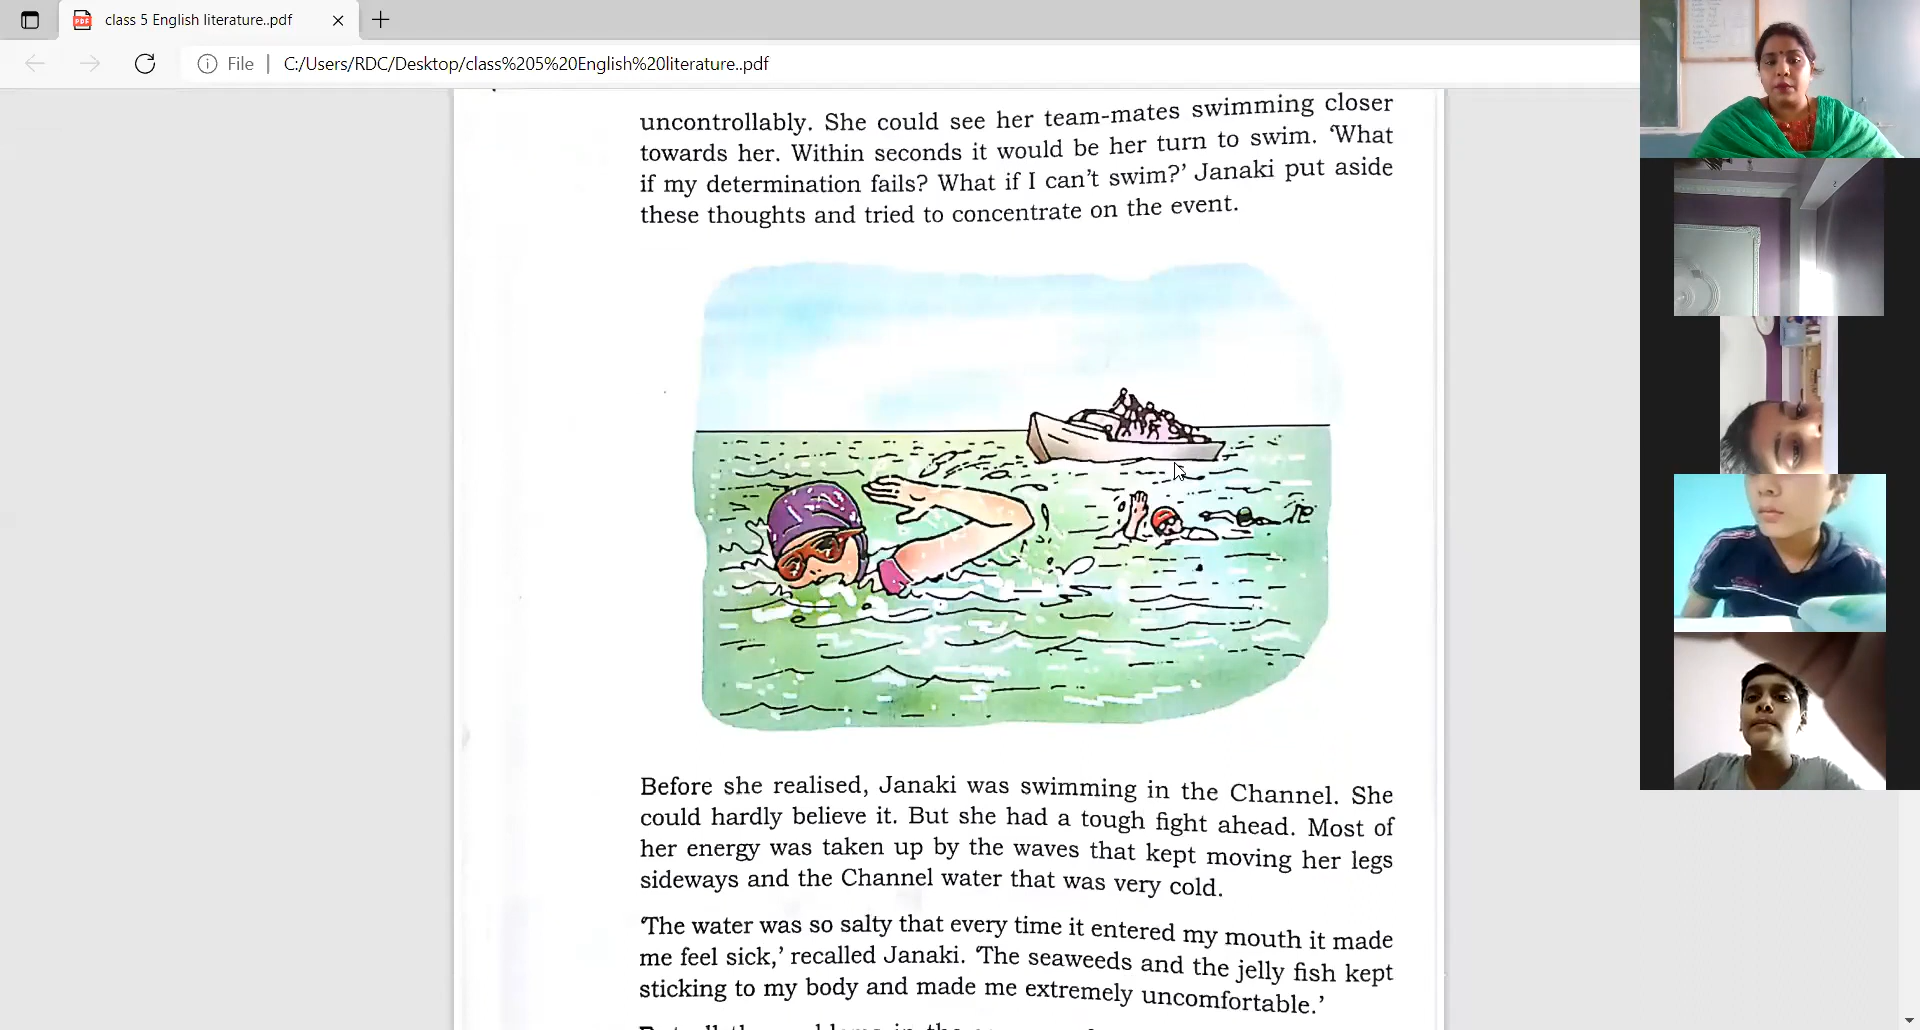 class 5 English literature..pdf
File
C:/Users/RDC/Desktop/class%205%20English%20literature..pdf
uncontrollably. She could see her team-mates swimming closer
towards her. Within seconds it would be her turn to swim. ‘What
if my determination fails? What if I can’t swim?’ Janaki put aside
these thoughts and tried to concentrate on the event.
Before she realised, Janaki was swimming in the Channel. She
could hardly believe it. But she had a tough fight ahead. Most of
her energy was taken up by the waves that kept moving her legs
sideways and the Channel water that was very cold.
‘The water was so salty that every time it entered my mouth it made
me feel sick,’ recalled Janaki. ‘The seaweeds and the jelly fish kept
sticking to my body and made me extremely uncomfortable.’